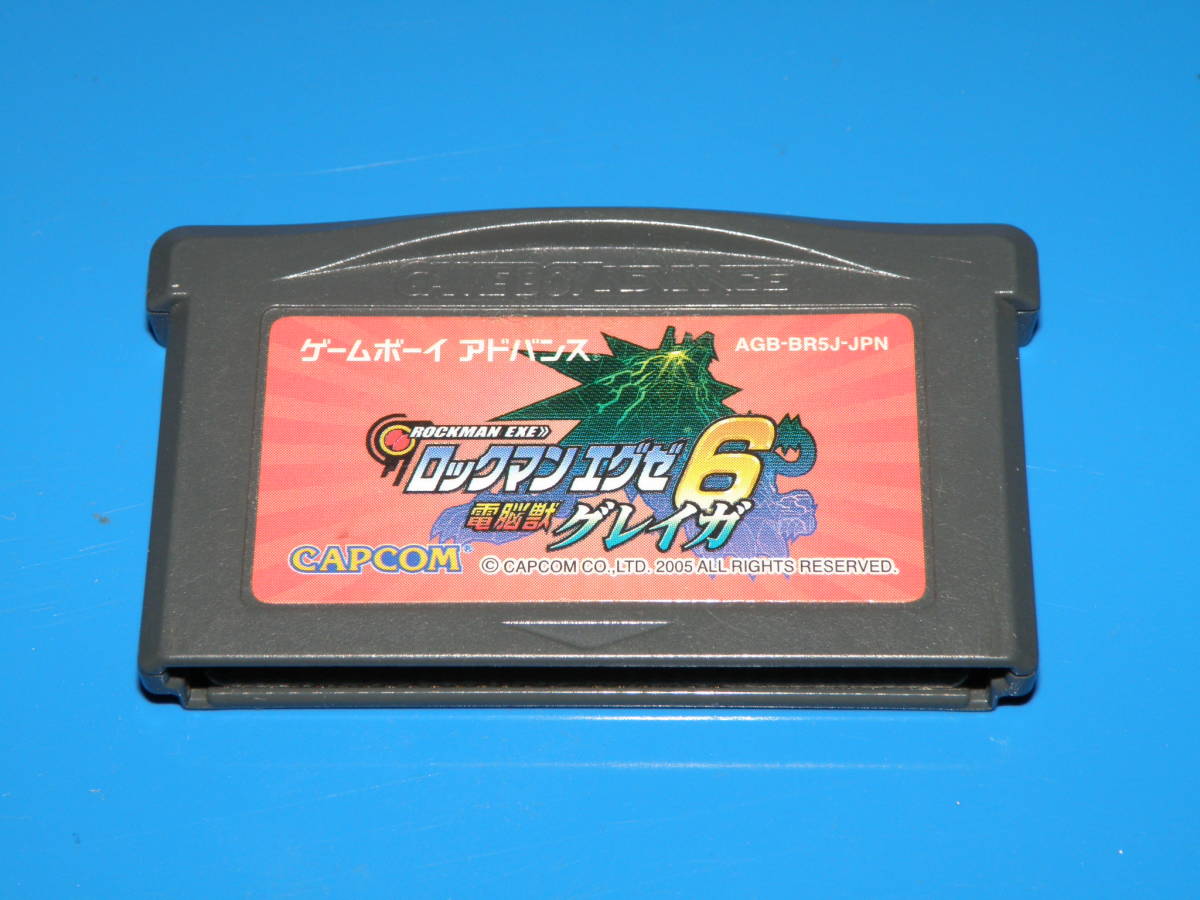 GAME BOY ADVANCE
ゲームボーイ アドバンス
AGB-BR5J-JPN
ROCKMAN EXE
ロックマン エグゼ6
電脳獣 グレイガ
CAPCOM
© CAPCOM CO.,LTD. 2005 ALL RIGHTS RESERVED.